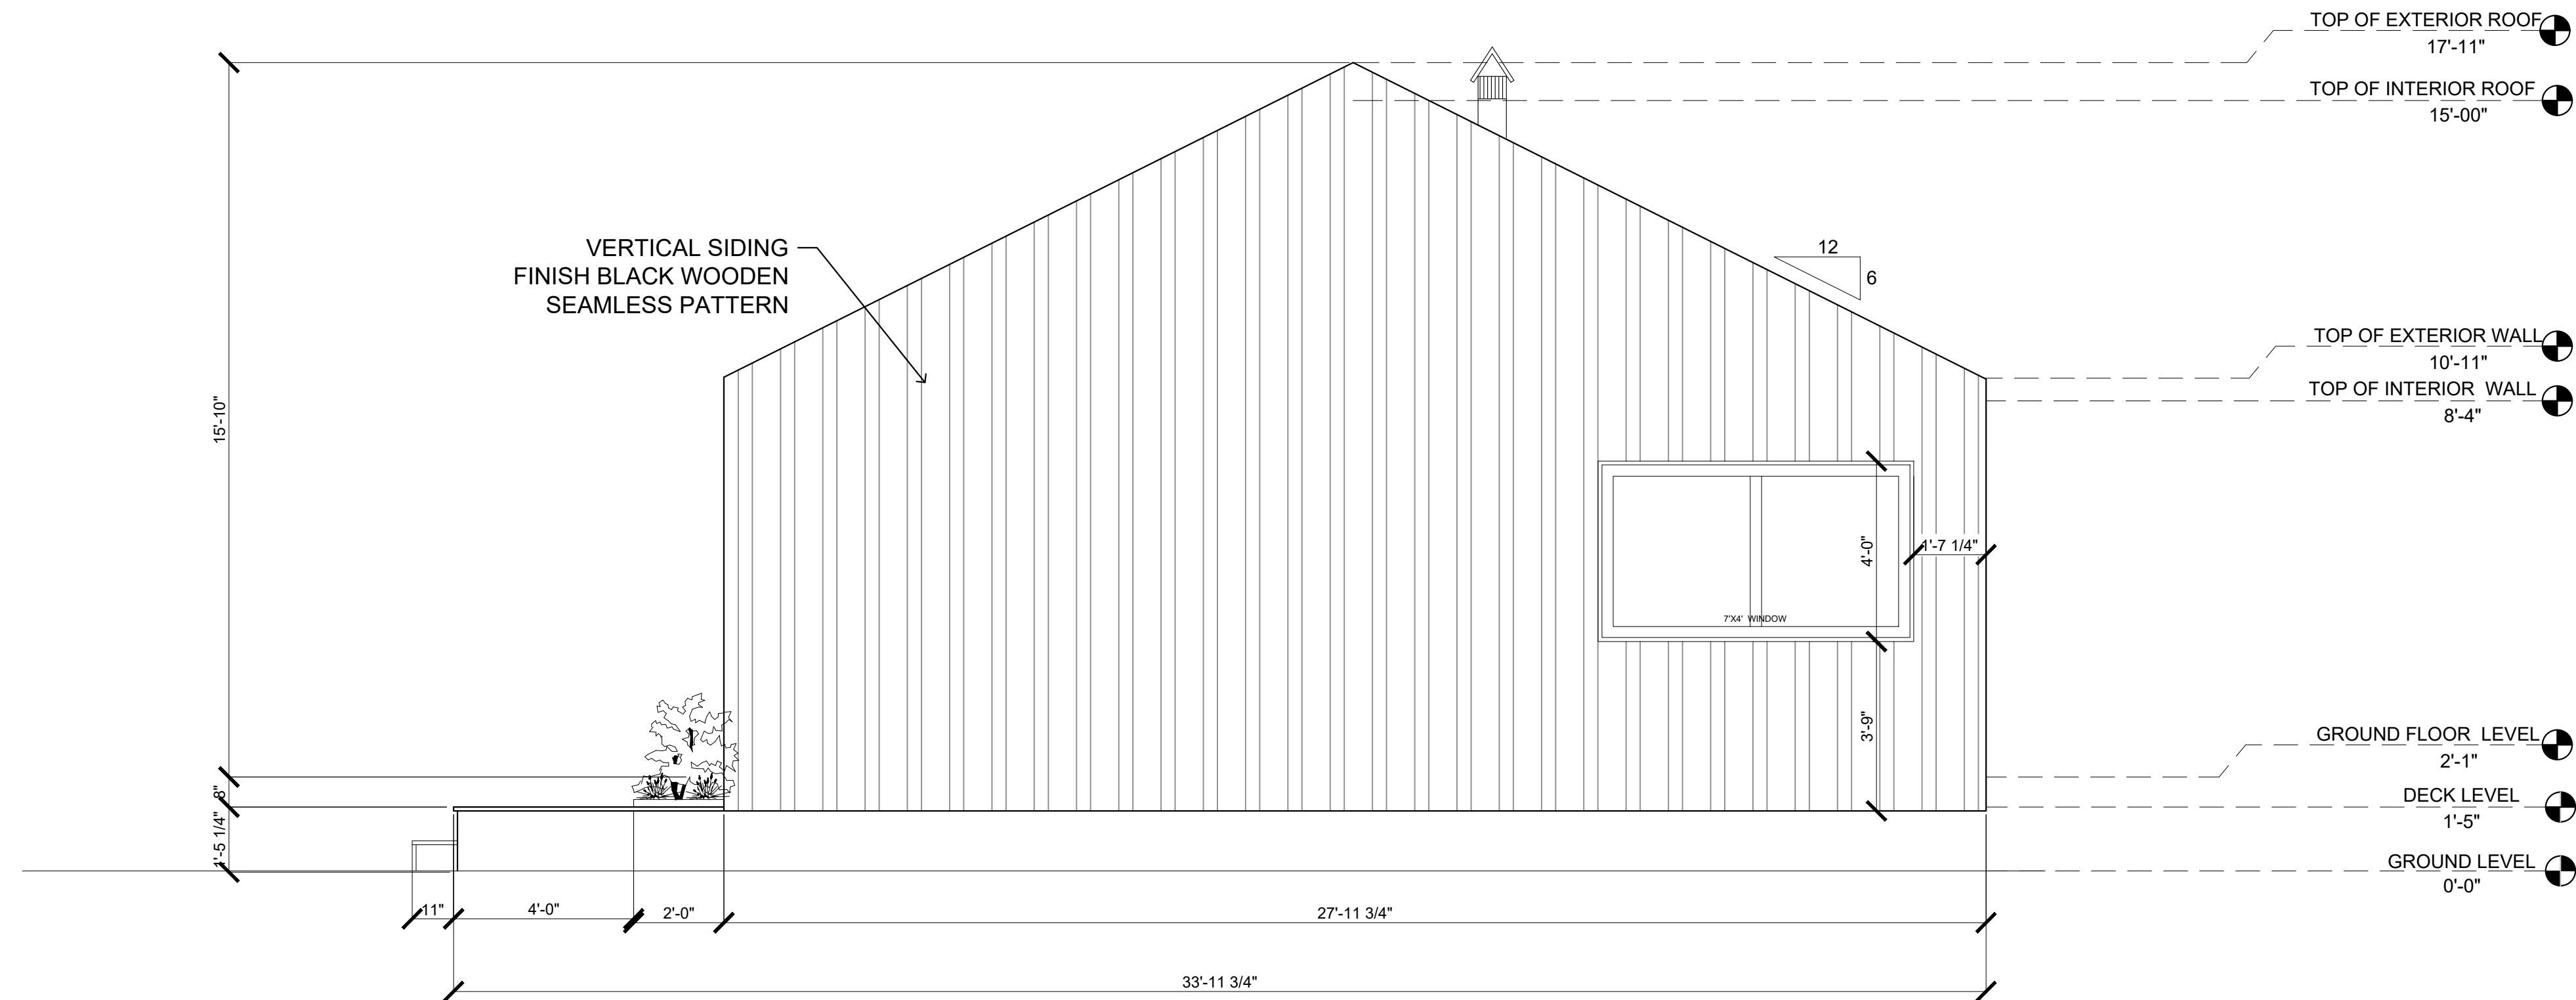 TOP OF EXTERIOR ROOF
17'-11"
TOP OF INTERIOR ROOF
15'-00"
VERTICAL SIDING
FINISH BLACK WOODEN
SEAMLESS PATTERN
12
6
TOP OF EXTERIOR WALL
10'-11"
TOP OF INTERIOR WALL
8'-4"
15'-10"
4'-0"
1'-7 1/4"
7'X4' WINDOW
3'-9"
GROUND FLOOR LEVEL
2'-1"
8"
DECK LEVEL
1'-5"
1'-5 1/4"
GROUND LEVEL
0'-0"
11"
4'-0"
2'-0"
27'-11 3/4"
33'-11 3/4"